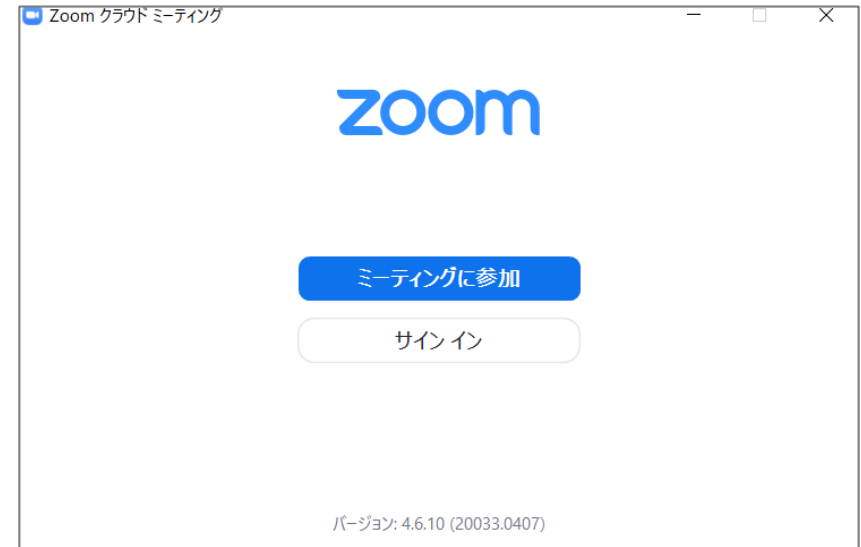 Zoom クラウド ミーティング
zoom
ミーティングに参加
サイン イン
バージョン: 4.6.10 (20033.0407)